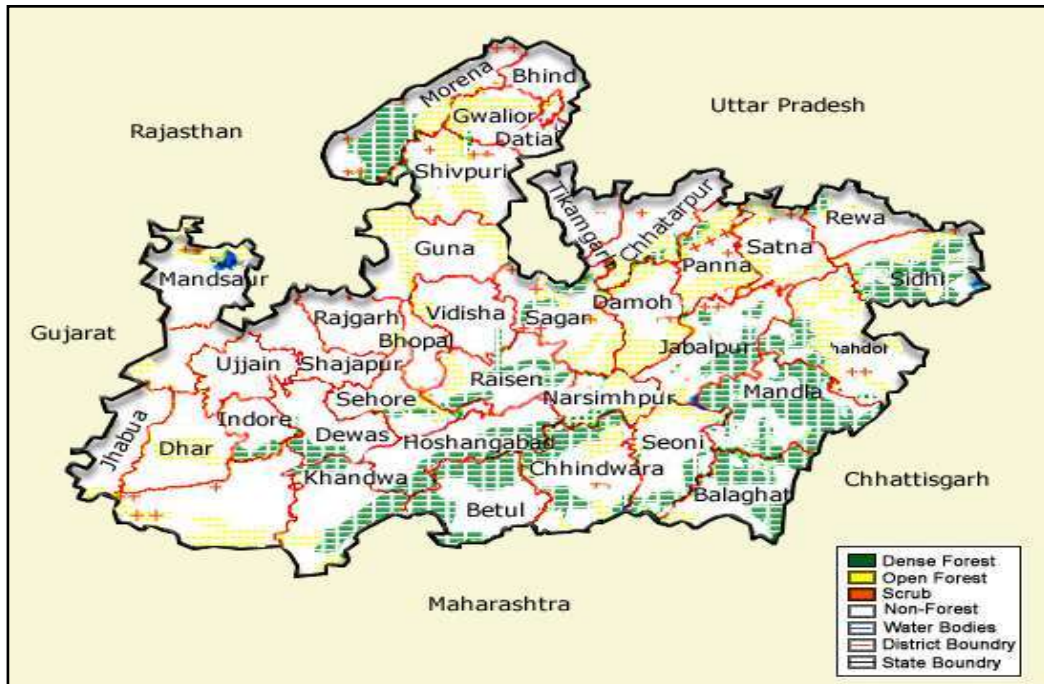 Bhind
Morena
Uttar Pradesh
Gwalior
Rajasthan
Datia
Shivpuri
Tikamgarh
Chhatarpur
Rewa
Guna
Satna
Panna
Sidhi
Mandsaur
Damoh
Vidisha
Sagar
Rajgarh
Gujarat
Bhopal
Jabalpur
hahdol
Ujjain
Shajapur
Raisen
Mandla
Sehore
Narsimhpur
Indore
Jhabua
Dewas
Hoshangabad
Seoni
Dhar
Chhindwara
Khandwa
Chhattisgarh
Balaghat
Betul
Maharashtra
Dense Forest
Open Forest
Scrub
Non-Forest
Water Bodies
District Boundry
State Boundry